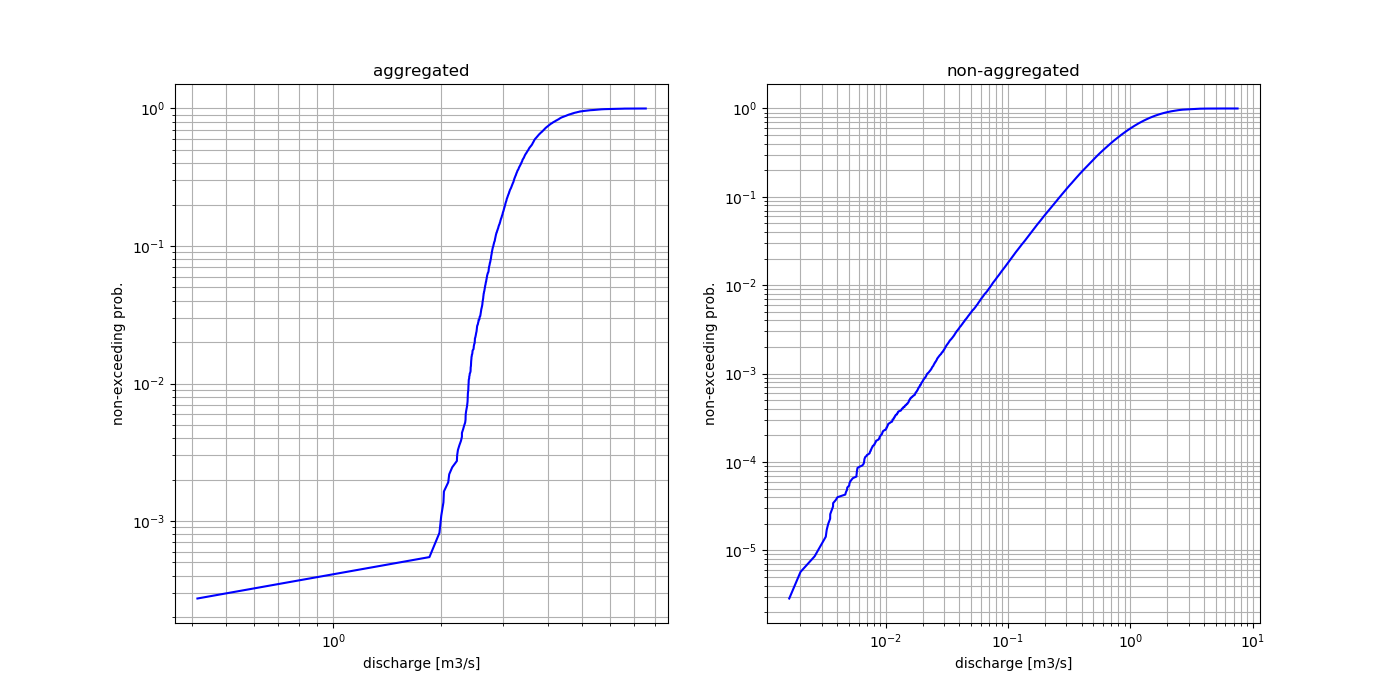 aggregated
non-aggregated
10⁰
10⁻¹
10⁻²
10⁻³
non-exceeding prob.
10⁰
discharge [m3/s]
10⁰
10⁻¹
10⁻²
10⁻³
10⁻⁴
10⁻⁵
non-exceeding prob.
10⁻²
10⁻¹
10⁰
10¹
discharge [m3/s]